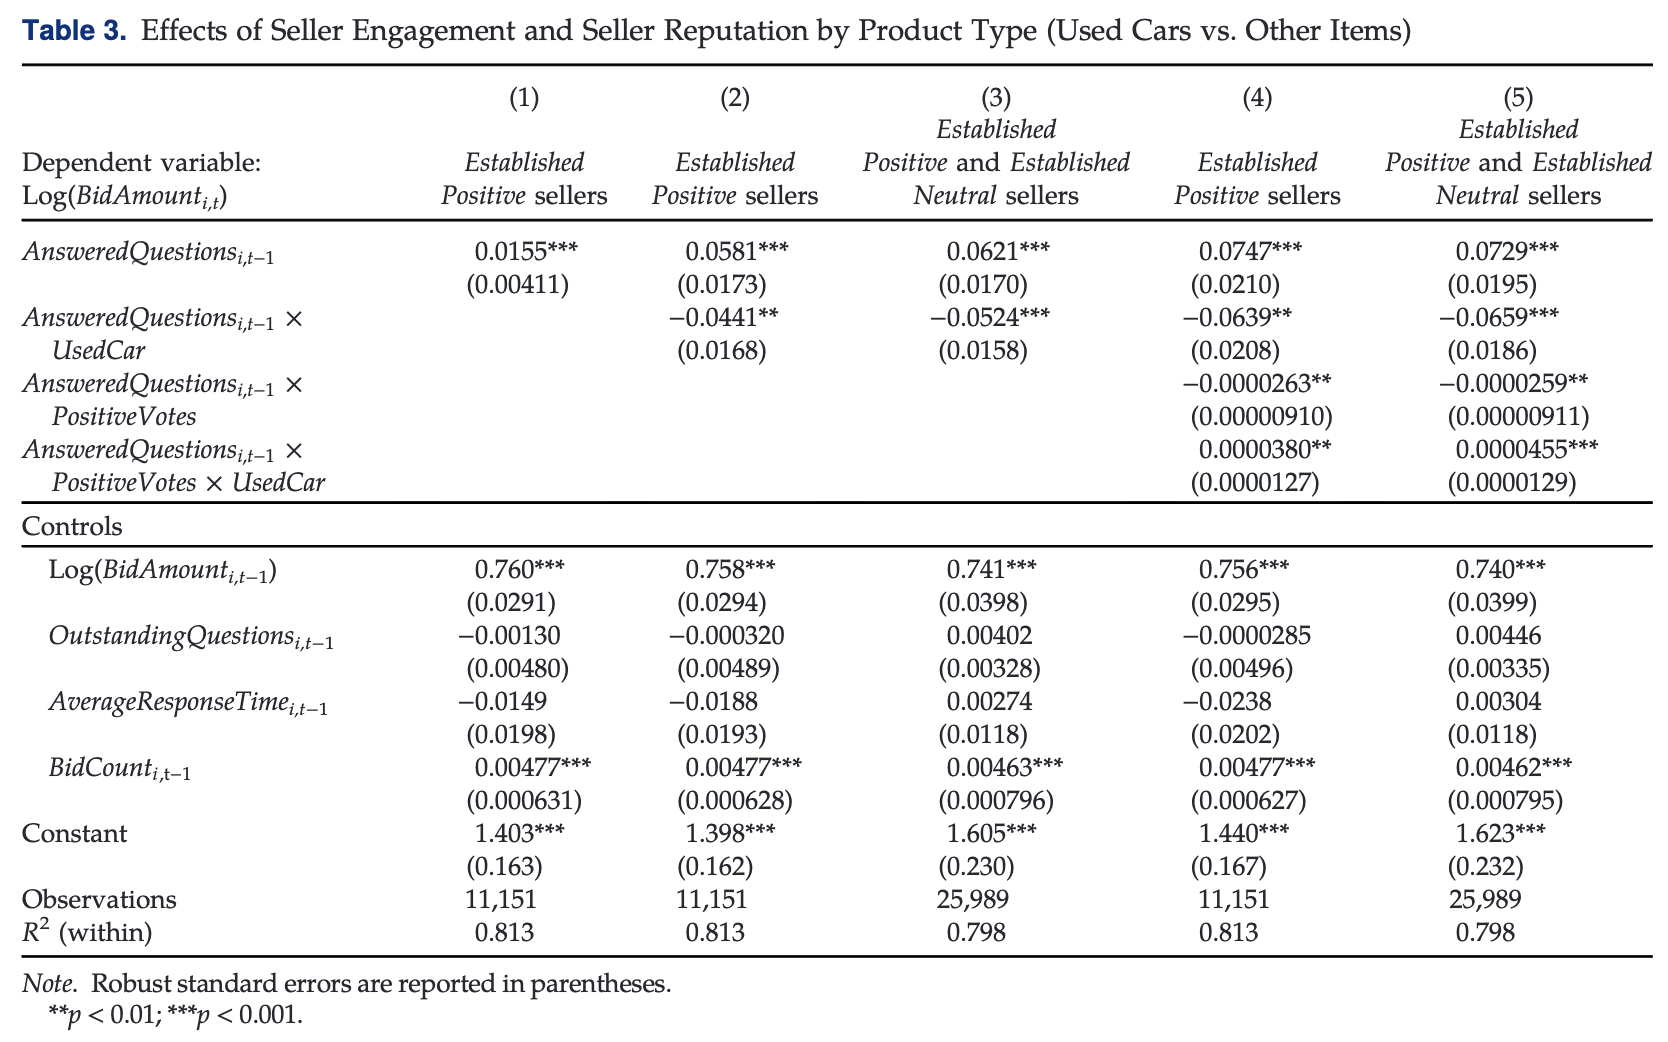 Table 3. Effects of Seller Engagement and Seller Reputation by Product Type (Used Cars vs. Other Items)
(1) (2) (3) (4) (5)
Established Established
Dependent variable: Established Established Positive and Established Established Positive and Established
Log(BidAmount_{i,t}) Positive sellers Positive sellers Neutral sellers Positive sellers Neutral sellers
AnsweredQuestions_{i,t−1} 0.0155*** 0.0581*** 0.0621*** 0.0747*** 0.0729***
(0.00411) (0.0173) (0.0170) (0.0210) (0.0195)
AnsweredQuestions_{i,t−1} × −0.0441** −0.0524*** −0.0639** −0.0659***
UsedCar (0.0168) (0.0158) (0.0208) (0.0186)
AnsweredQuestions_{i,t−1} × −0.0000263** −0.0000259**
PositiveVotes (0.00000910) (0.00000911)
AnsweredQuestions_{i,t−1} × 0.0000380** 0.0000455***
PositiveVotes × UsedCar (0.0000127) (0.0000129)
Controls
Log(BidAmount_{i,t−1}) 0.760*** 0.758*** 0.741*** 0.756*** 0.740***
(0.0291) (0.0294) (0.0398) (0.0295) (0.0399)
OutstandingQuestions_{i,t−1} −0.00130 −0.000320 0.00402 −0.0000285 0.00446
(0.00480) (0.00489) (0.00328) (0.00496) (0.00335)
AverageResponseTime_{i,t−1} −0.0149 −0.0188 0.00274 −0.0238 0.00304
(0.0198) (0.0193) (0.0118) (0.0202) (0.0118)
BidCount_{i,t−1} 0.00477*** 0.00477*** 0.00463*** 0.00477*** 0.00462***
(0.000631) (0.000628) (0.000796) (0.000627) (0.000795)
Constant 1.403*** 1.398*** 1.605*** 1.440*** 1.623***
(0.163) (0.162) (0.230) (0.167) (0.232)
Observations 11,151 11,151 25,989 11,151 25,989
R² (within) 0.813 0.813 0.798 0.813 0.798
Note. Robust standard errors are reported in parentheses.
**p < 0.01; ***p < 0.001.